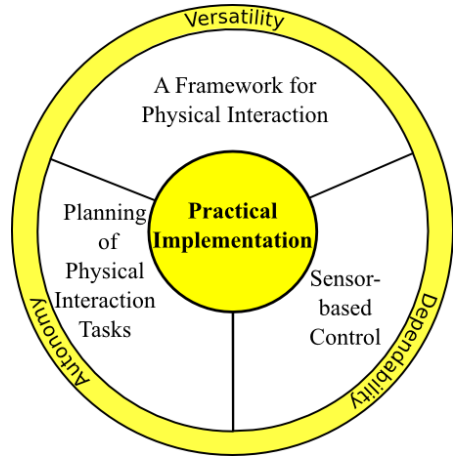 Versatility
A Framework for
Physical Interaction
Practical
Implementation
Planning
of
Physical
Interaction
Tasks
Sensor-
based
Control
Autonomy
Dependability